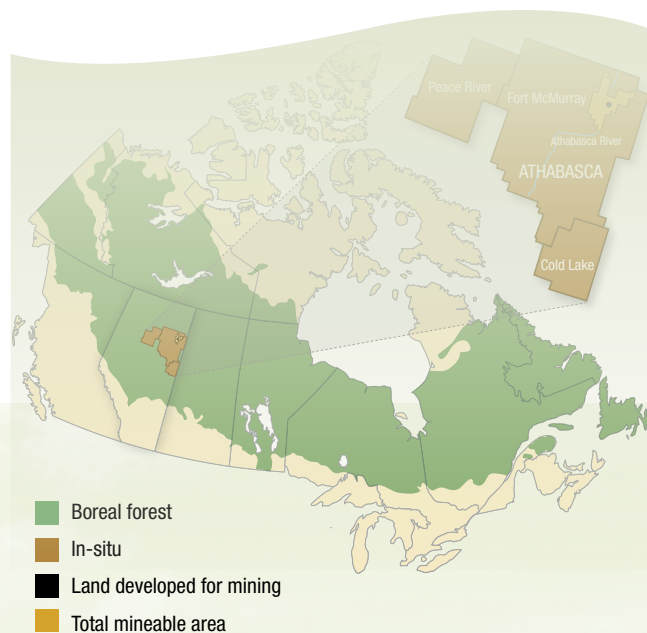 Peace River
Fort McMurray
Athabasca River
ATHABASCA
Cold Lake
Boreal forest
In-situ
Land developed for mining
Total mineable area